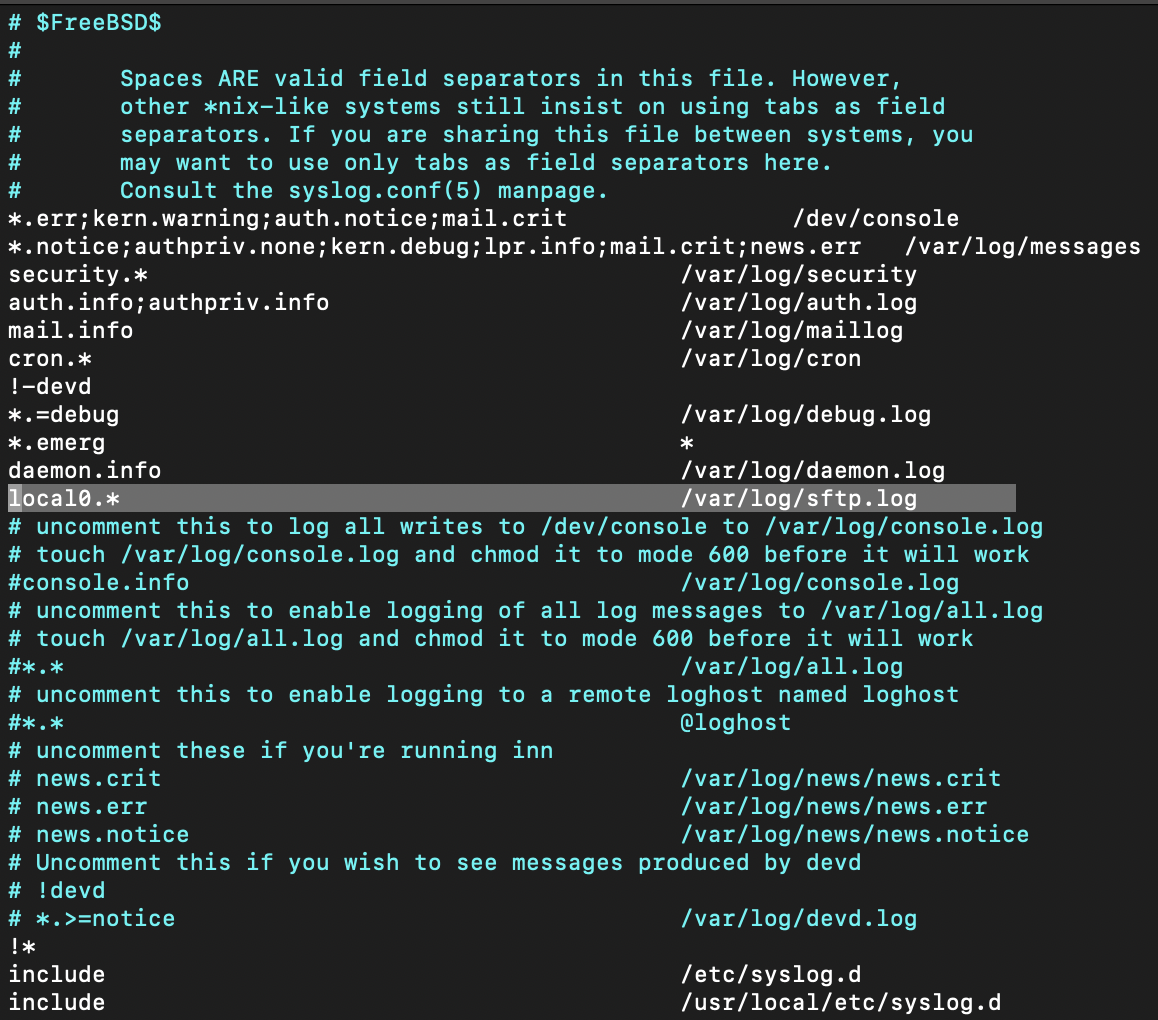 # $FreeBSD$
#
#       Spaces ARE valid field separators in this file. However,
#       other *nix-like systems still insist on using tabs as field
#       separators. If you are sharing this file between systems, you
#       may want to use only tabs as field separators here.
#       Consult the syslog.conf(5) manpage.
*.err;kern.warning;auth.notice;mail.crit                /dev/console
*.notice;authpriv.none;kern.debug;lpr.info;mail.crit;news.err   /var/log/messages
security.*                                      /var/log/security
auth.info;authpriv.info                         /var/log/auth.log
mail.info                                       /var/log/maillog
cron.*                                          /var/log/cron
!-devd
*.=debug                                        /var/log/debug.log
*.emerg                                         *
daemon.info                                     /var/log/daemon.log
local0.*                                        /var/log/sftp.log
# uncomment this to log all writes to /dev/console to /var/log/console.log
# touch /var/log/console.log and chmod it to mode 600 before it will work
#console.info                                   /var/log/console.log
# uncomment this to enable logging of all log messages to /var/log/all.log
# touch /var/log/all.log and chmod it to mode 600 before it will work
#*.*                                            /var/log/all.log
# uncomment this to enable logging to a remote loghost named loghost
#*.*                                            @loghost
# uncomment these if you're running inn
# news.crit                                     /var/log/news/news.crit
# news.err                                      /var/log/news/news.err
# news.notice                                   /var/log/news/news.notice
# Uncomment this if you wish to see messages produced by devd
# !devd
# *.>=notice                                    /var/log/devd.log
!*
include                                         /etc/syslog.d
include                                         /usr/local/etc/syslog.d